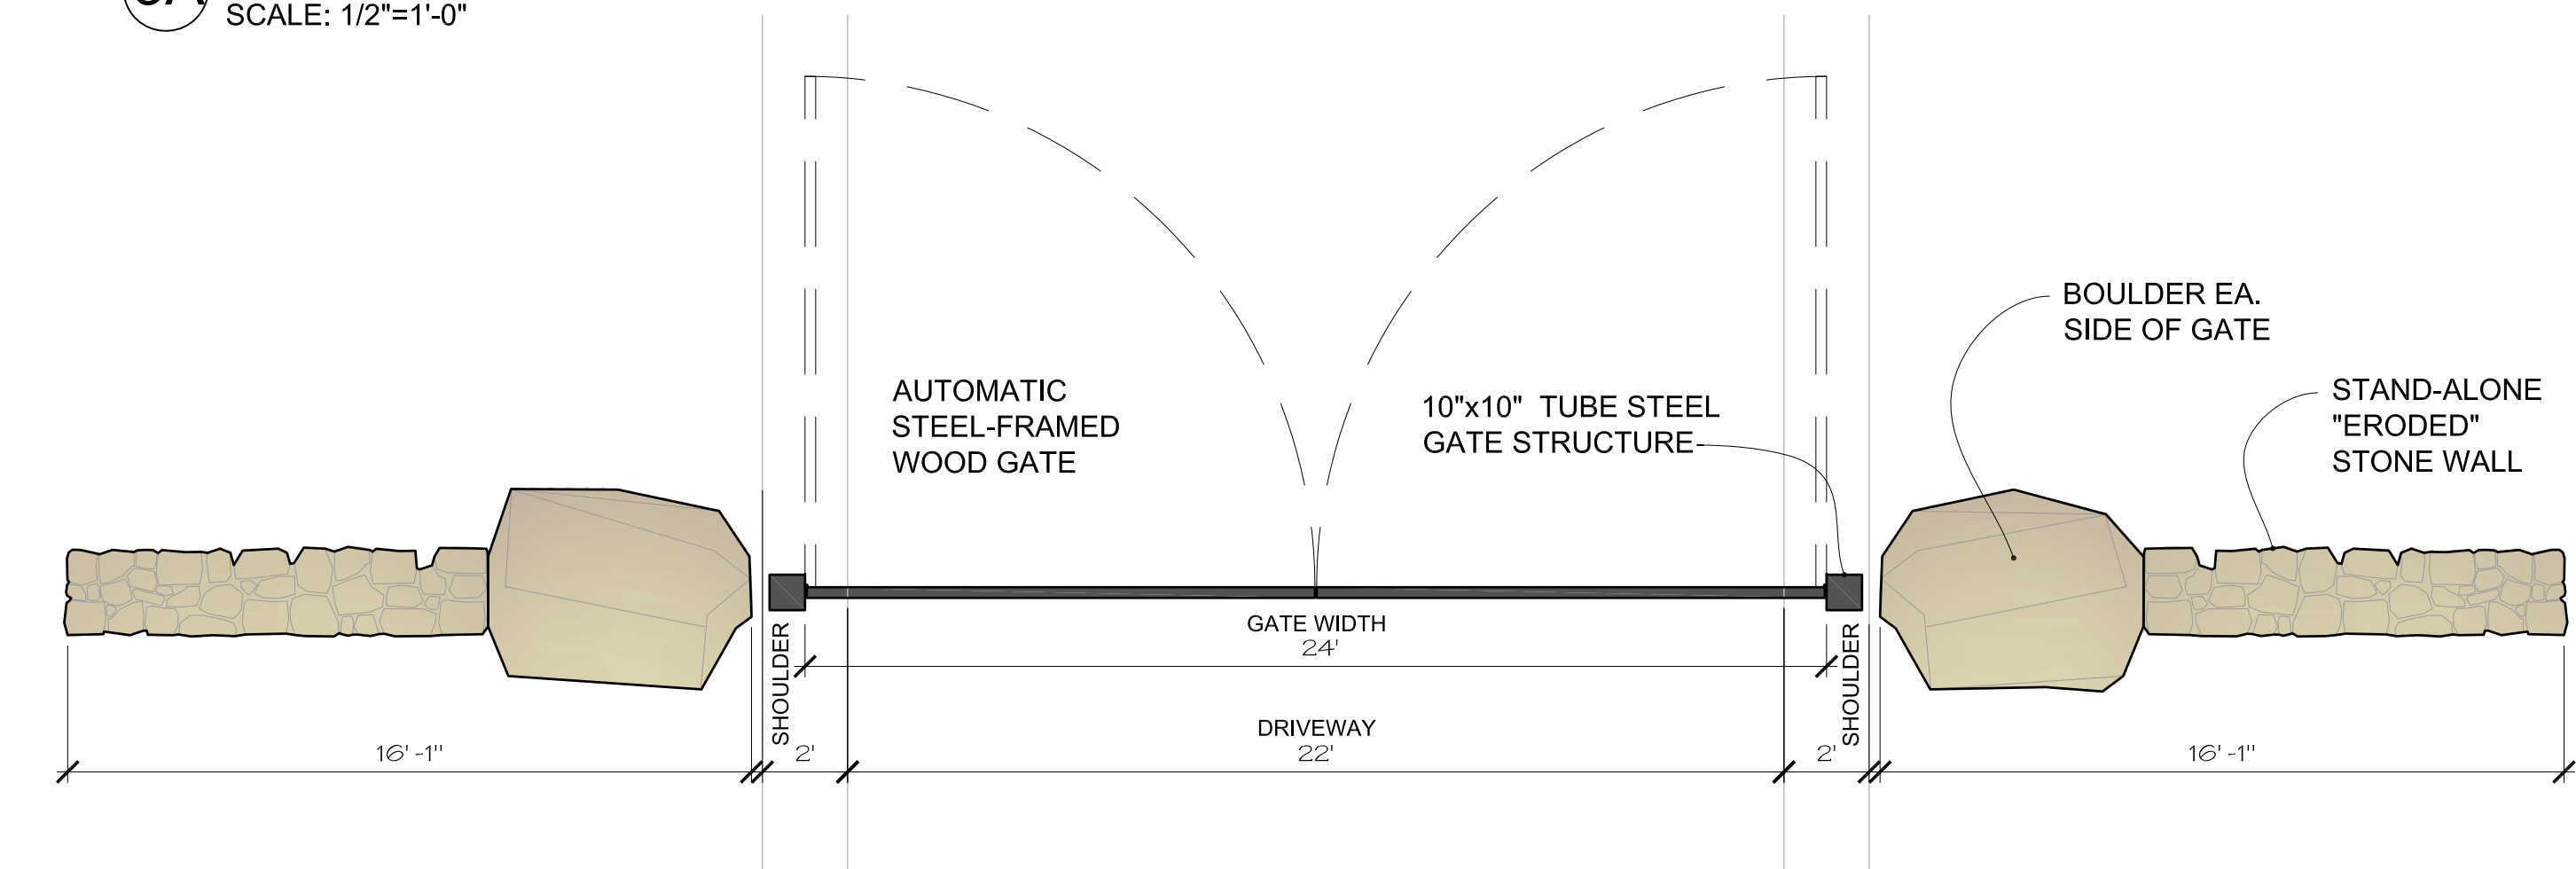 SCALE: 1/2"=1'-0"
BOULDER EA.
SIDE OF GATE
AUTOMATIC
STEEL-FRAMED
WOOD GATE
10"x10" TUBE STEEL
GATE STRUCTURE
STAND-ALONE
"ERODED"
STONE WALL
GATE WIDTH
24'
SHOULDER
SHOULDER
DRIVEWAY
16'-1"
2'
22'
2'
16'-1"